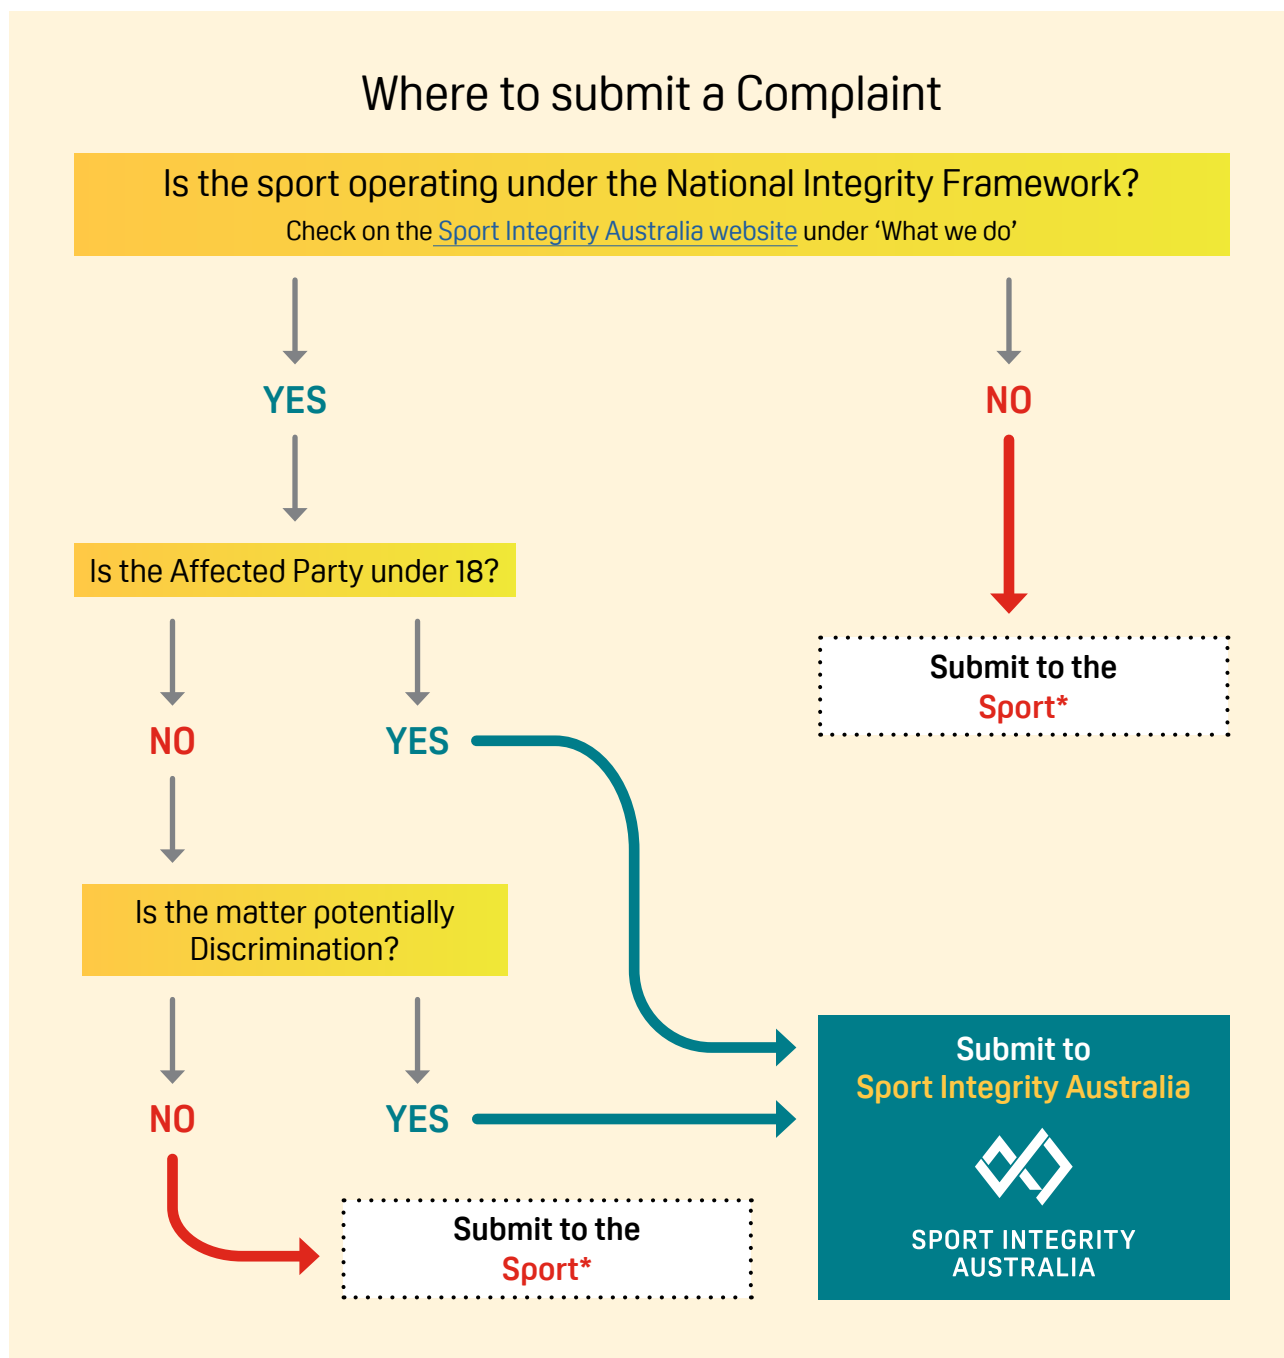 Where to submit a Complaint
Is the sport operating under the National Integrity Framework?
Check on the Sport Integrity Australia website under ‘What we do’
YES
NO
Is the Affected Party under 18?
Submit to the
Sport*
NO
YES
Is the matter potentially
Discrimination?
NO
YES
Submit to
Sport Integrity Australia
SPORT INTEGRITY
AUSTRALIA
Submit to the
Sport*